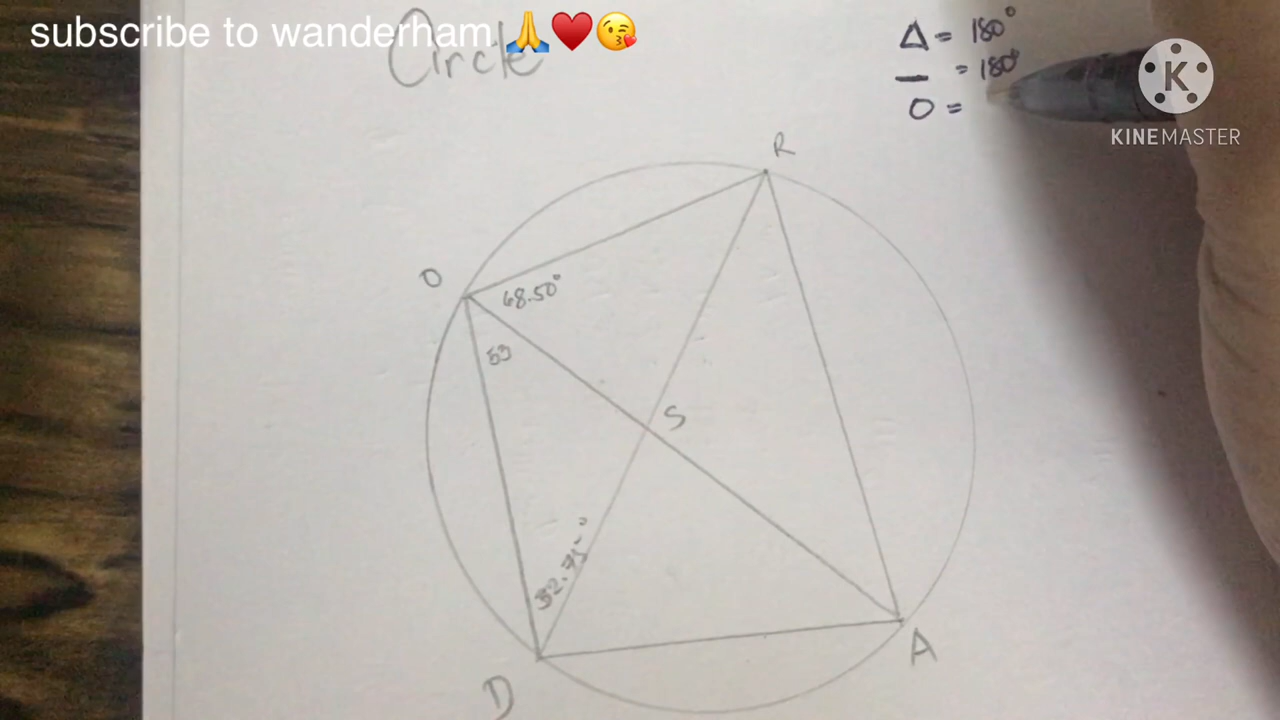 subscribe to wanderham 🙏♥️😘
Circle
Δ = 180°
— = 180°
O =
K
KINEMASTER
R
O
68.50°
53
S
32.75°
D
A